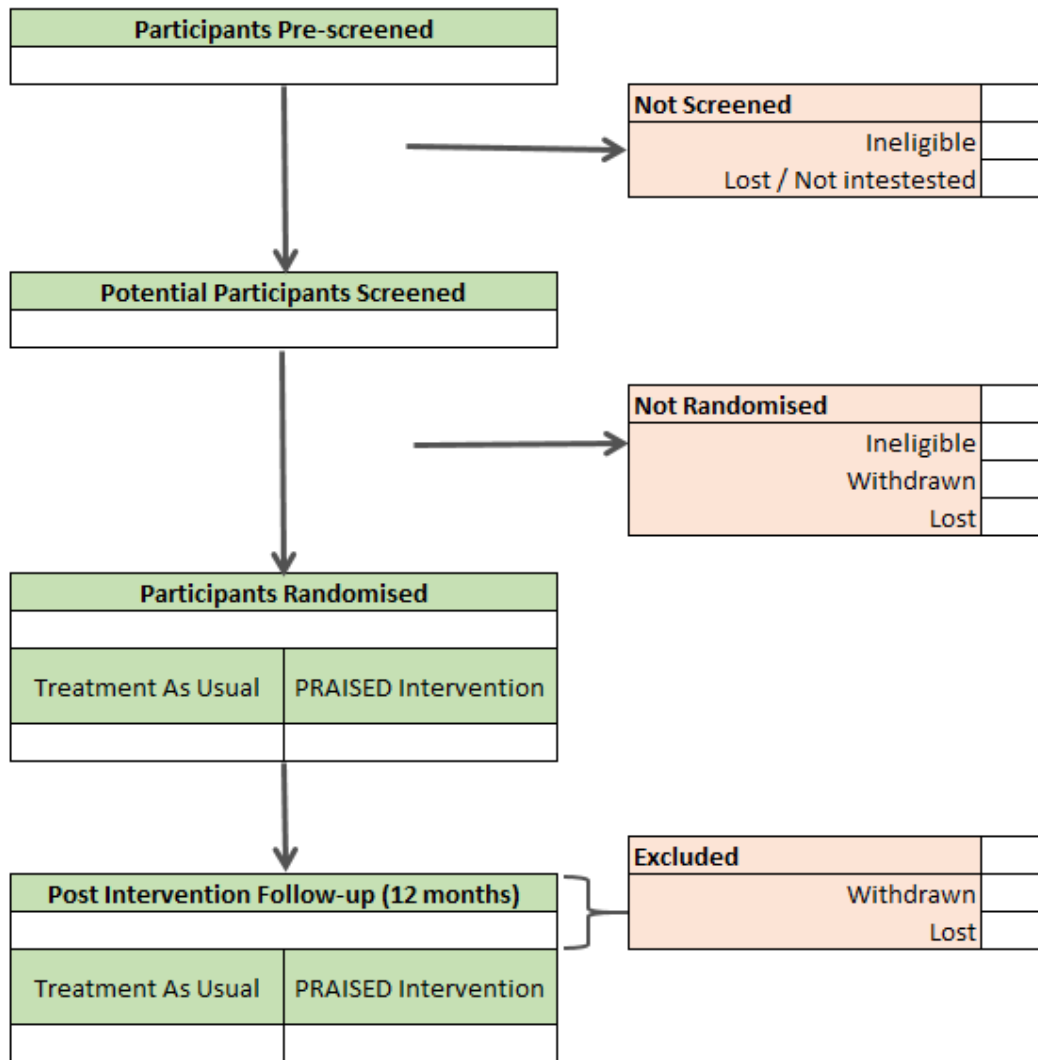 Participants Pre-screened
Not Screened
Ineligible
Lost / Not intestested
Potential Participants Screened
Not Randomised
Ineligible
Withdrawn
Lost
Participants Randomised
Treatment As Usual
PRAISED Intervention
Excluded
Withdrawn
Lost
Post Intervention Follow-up (12 months)
Treatment As Usual
PRAISED Intervention